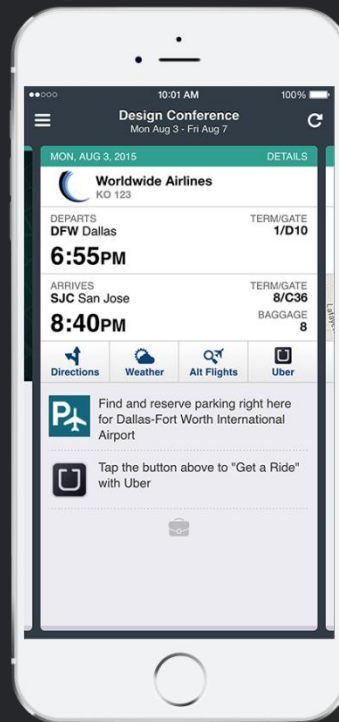 10:01 AM 100%
Design Conference
Mon Aug 3 - Fri Aug 7
MON, AUG 3, 2015 DETAILS
Worldwide Airlines
KO 123
DEPARTS TERM/GATE
DFW Dallas 1/D10
6:55PM
ARRIVES TERM/GATE
SJC San Jose 8/C36
8:40PM BAGGAGE
8
Directions Weather Alt Flights Uber
P Find and reserve parking right here
for Dallas-Fort Worth International
Airport
Tap the button above to "Get a Ride"
with Uber